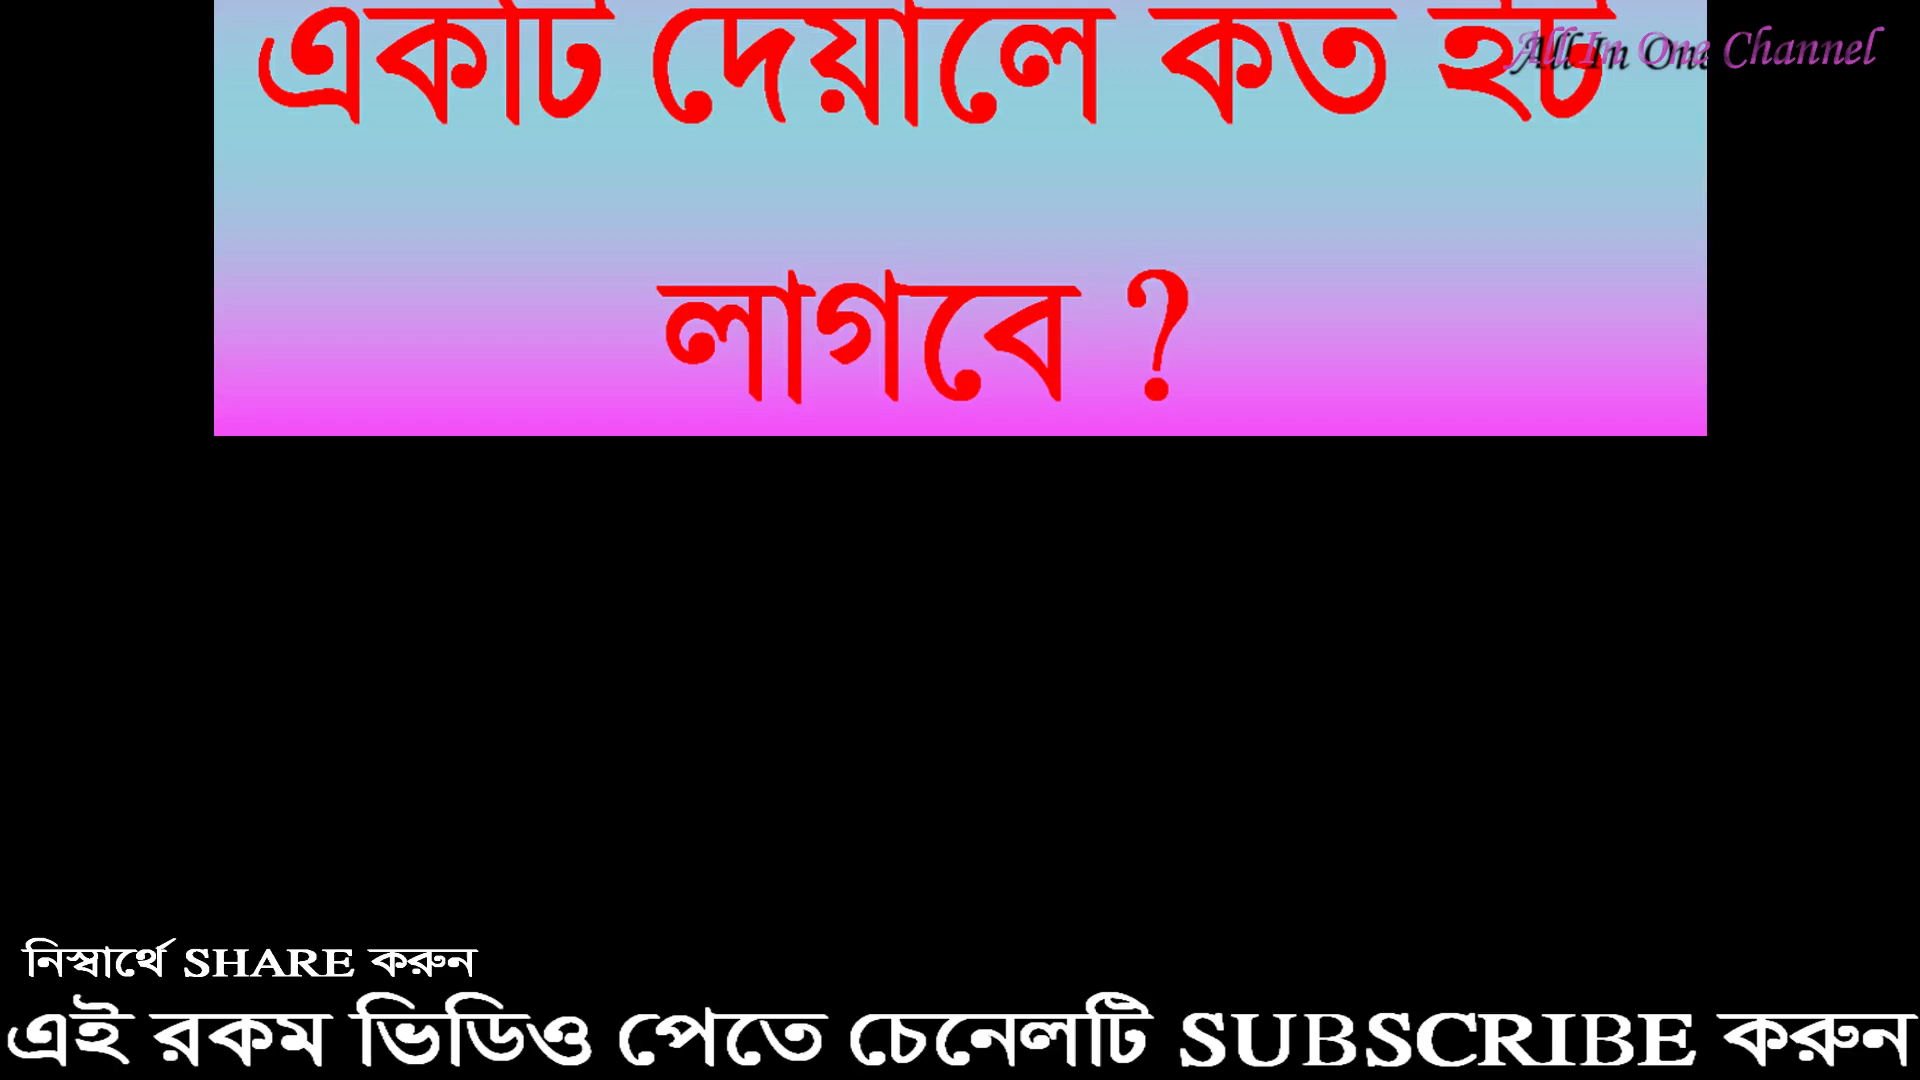 একটি দেয়ালে কত ইট
All In One Channel
লাগবে ?
নিস্বার্থে SHARE করুন
এই রকম ভিডিও পেতে চেনেলটি SUBSCRIBE করুন